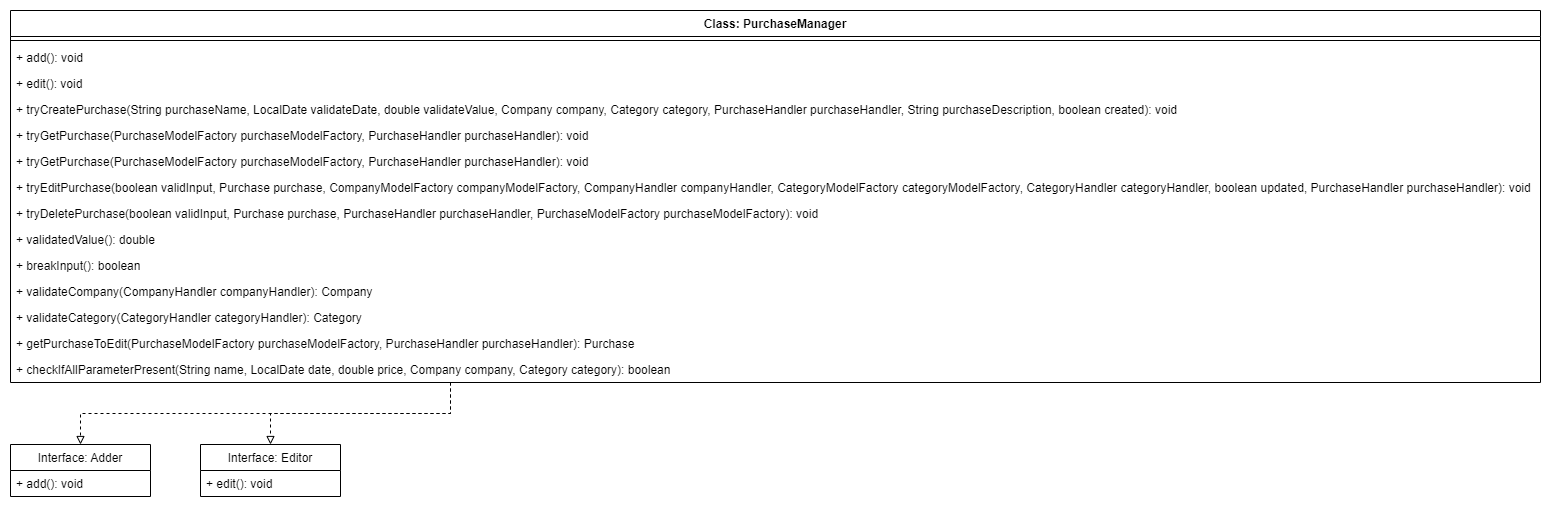 Class: PurchaseManager
+ add(): void
+ edit(): void
+ tryCreatePurchase(String purchaseName, LocalDate validateDate, double validateValue, Company company, Category category, PurchaseHandler purchaseHandler, String purchaseDescription, boolean created): void
+ tryGetPurchase(PurchaseModelFactory purchaseModelFactory, PurchaseHandler purchaseHandler): void
+ tryGetPurchase(PurchaseModelFactory purchaseModelFactory, PurchaseHandler purchaseHandler): void
+ tryEditPurchase(boolean validInput, Purchase purchase, CompanyModelFactory companyModelFactory, CompanyHandler companyHandler, CategoryModelFactory categoryModelFactory, CategoryHandler categoryHandler, boolean updated, PurchaseHandler purchaseHandler): void
+ tryDeletePurchase(boolean validInput, Purchase purchase, PurchaseHandler purchaseHandler, PurchaseModelFactory purchaseModelFactory): void
+ validatedValue(): double
+ breakInput(): boolean
+ validateCompany(CompanyHandler companyHandler): Company
+ validateCategory(CategoryHandler categoryHandler): Category
+ getPurchaseToEdit(PurchaseModelFactory purchaseModelFactory, PurchaseHandler purchaseHandler): Purchase
+ checkIfAllParameterPresent(String name, LocalDate date, double price, Company company, Category category): boolean
Interface: Adder
+ add(): void
Interface: Editor
+ edit(): void